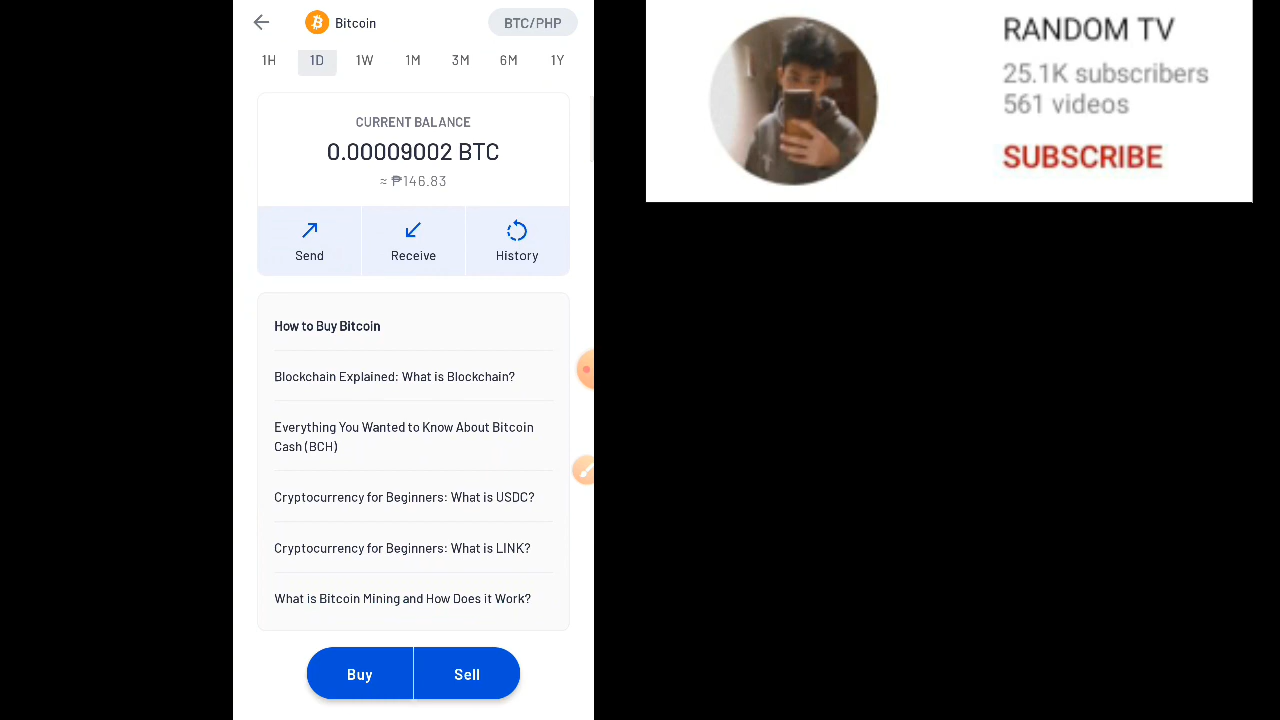 Bitcoin
BTC/PHP
1H 1D 1W 1M 3M 6M 1Y
CURRENT BALANCE
0.00009002 BTC
≈ ₱146.83
Send Receive History
How to Buy Bitcoin
Blockchain Explained: What is Blockchain?
Everything You Wanted to Know About Bitcoin
Cash (BCH)
Cryptocurrency for Beginners: What is USDC?
Cryptocurrency for Beginners: What is LINK?
What is Bitcoin Mining and How Does it Work?
Buy Sell
RANDOM TV
25.1K subscribers
561 videos
SUBSCRIBE